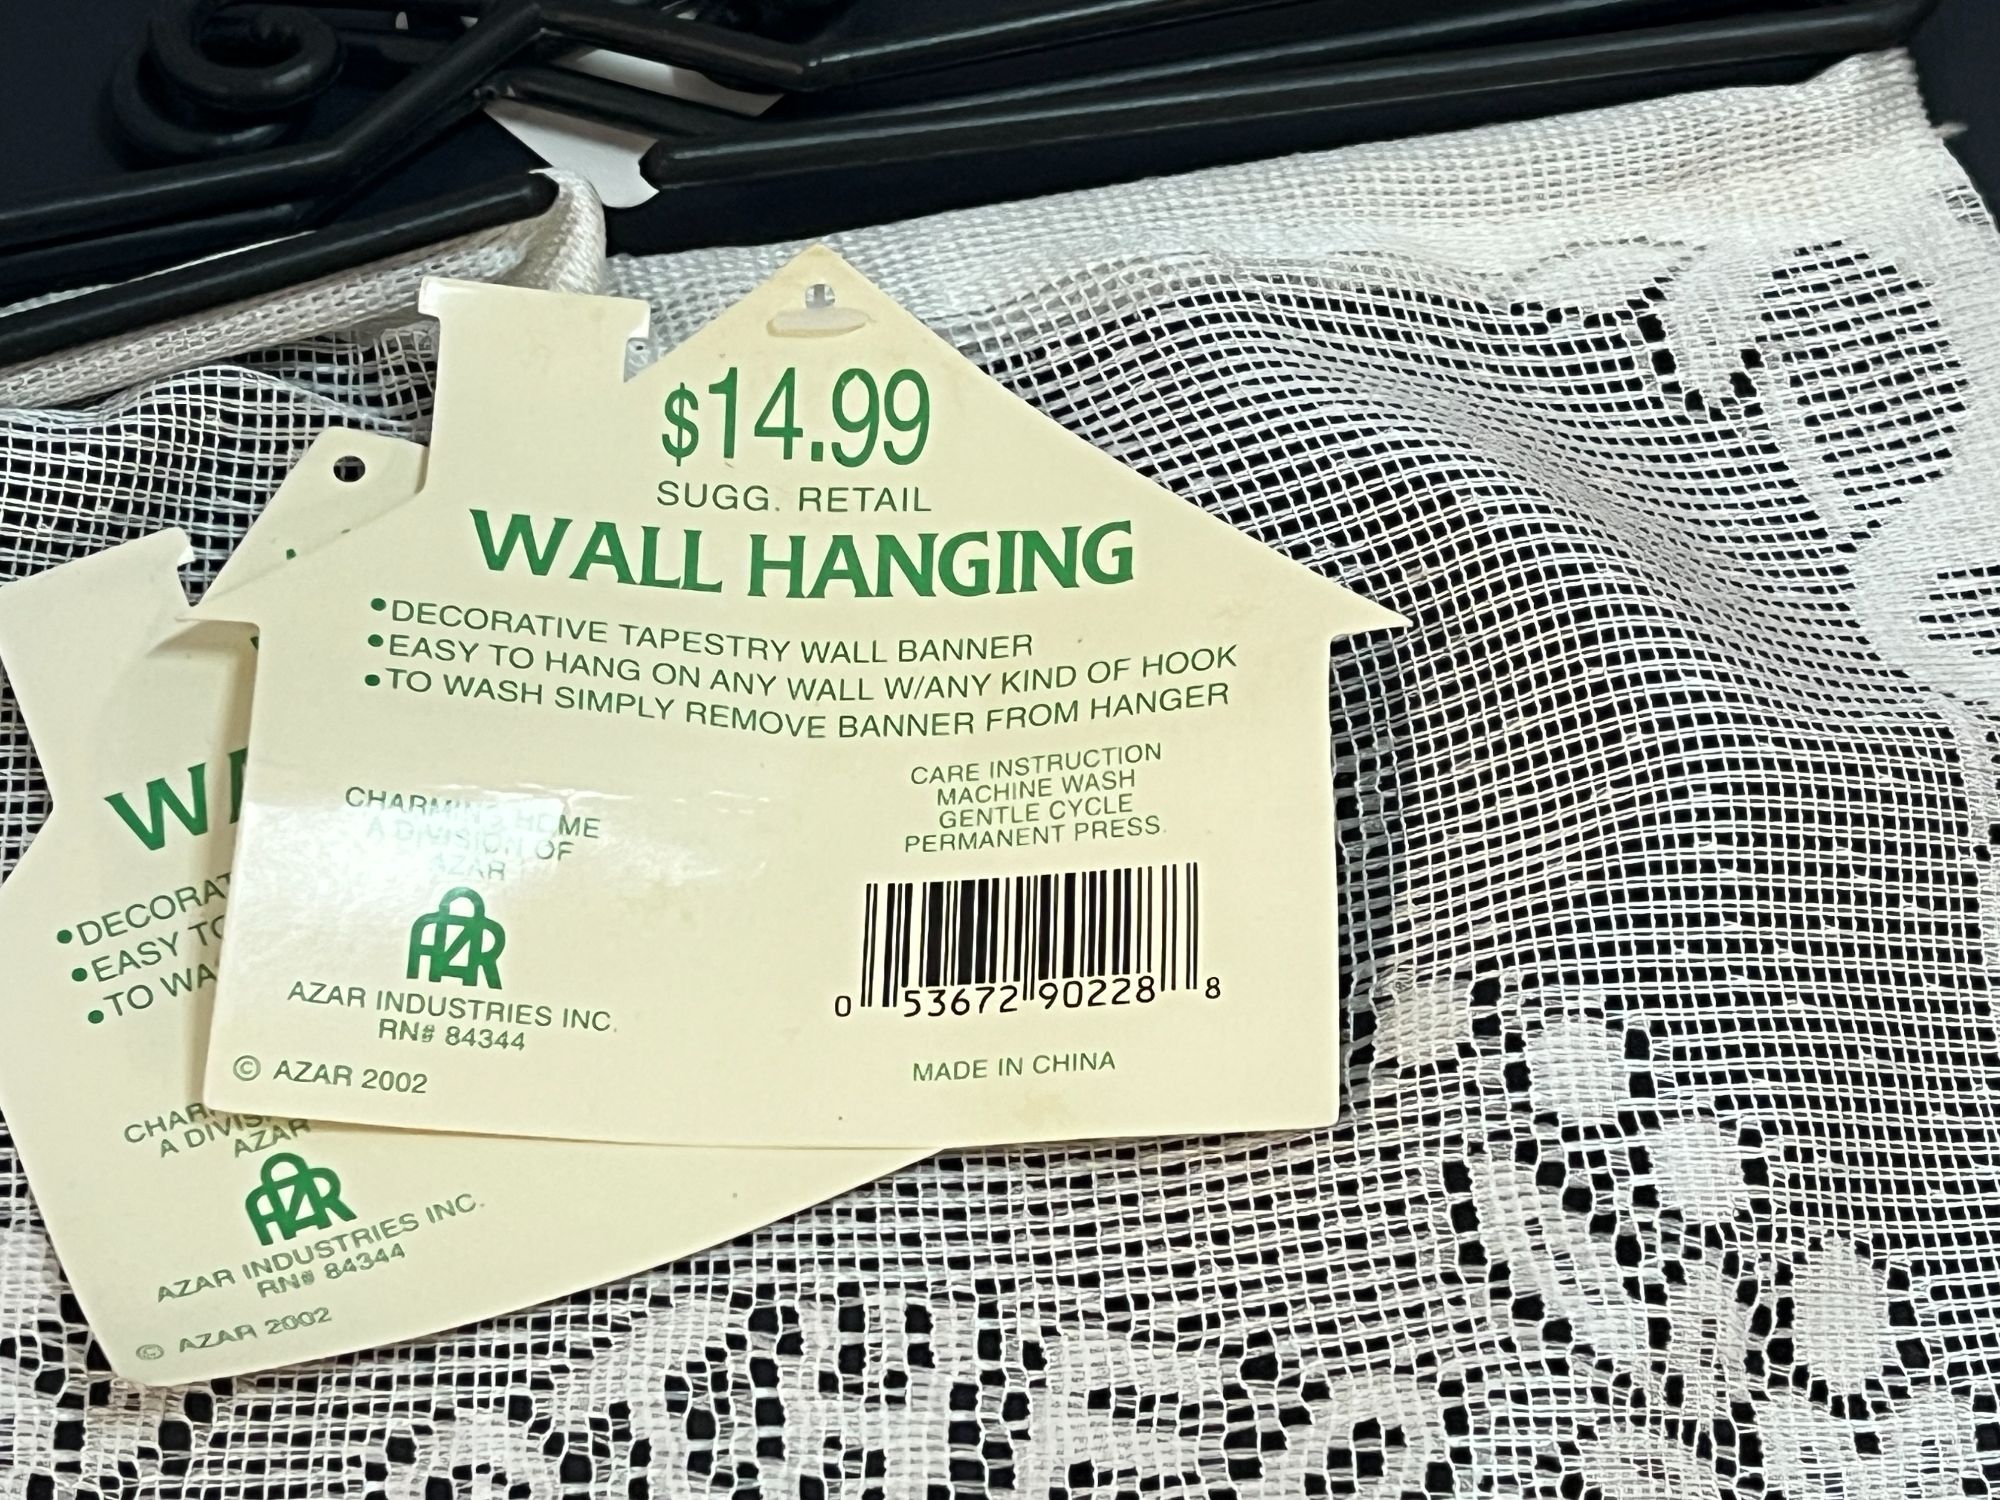 $14.99
SUGG. RETAIL
WALL HANGING
•DECORATIVE TAPESTRY WALL BANNER
•EASY TO HANG ON ANY WALL W/ANY KIND OF HOOK
•TO WASH SIMPLY REMOVE BANNER FROM HANGER
CARE INSTRUCTION
MACHINE WASH
GENTLE CYCLE
PERMANENT PRESS.
CHARMING HOME
A DIVISION OF
AZAR
AZR
AZAR INDUSTRIES INC.
RN# 84344
© AZAR 2002
0 53672 90228 8
MADE IN CHINA
•DECORAT
•EASY TO
•TO WA
CHAR
A DIVIS
AZAR
AZR
AZAR INDUSTRIES INC.
RN# 84344
© AZAR 2002